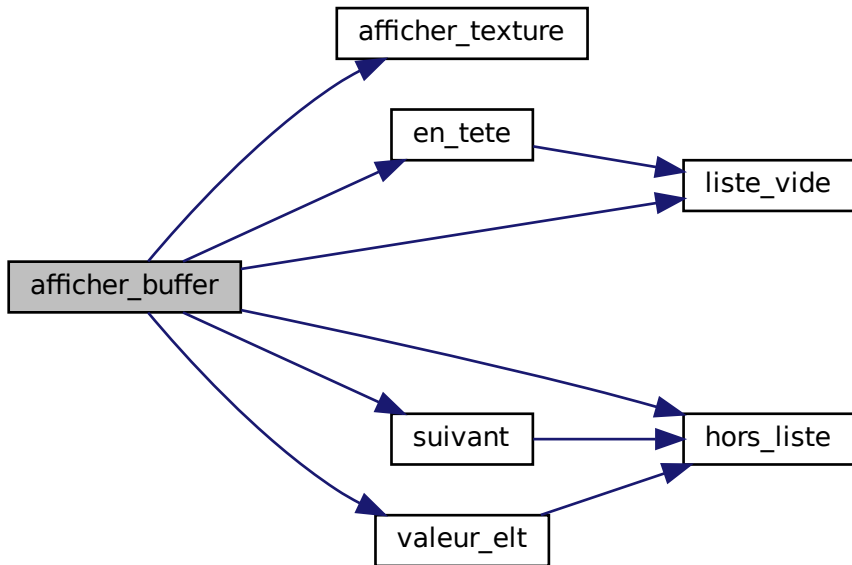 afficher_texture
en_tete
liste_vide
afficher_buffer
suivant
hors_liste
valeur_elt